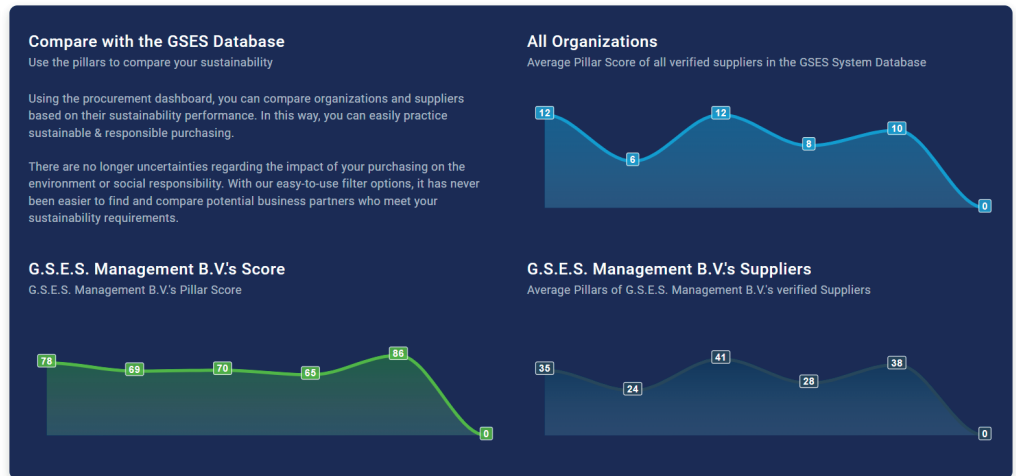 Compare with the GSES Database
Use the pillars to compare your sustainability
Using the procurement dashboard, you can compare organizations and suppliers
based on their sustainability performance. In this way, you can easily practice
sustainable & responsible purchasing.
There are no longer uncertainties regarding the impact of your purchasing on the
environment or social responsibility. With our easy-to-use filter options, it has never
been easier to find and compare potential business partners who meet your
sustainability requirements.
All Organizations
Average Pillar Score of all verified suppliers in the GSES System Database
12
6
12
8
10
0
G.S.E.S. Management B.V.'s Score
G.S.E.S. Management B.V.'s Pillar Score
78
69
70
65
86
0
G.S.E.S. Management B.V.'s Suppliers
Average Pillars of G.S.E.S. Management B.V.'s verified Suppliers
35
24
41
28
38
0